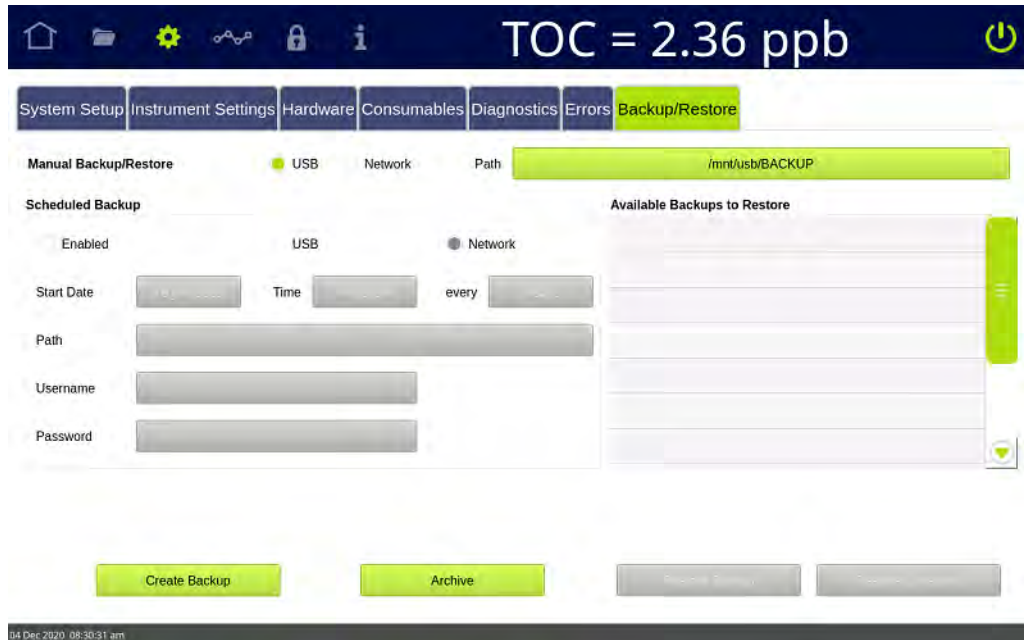 TOC = 2.36 ppb
System Setup Instrument Settings Hardware Consumables Diagnostics Errors Backup/Restore
Manual Backup/Restore USB Network Path /mnt/usb/BACKUP
Scheduled Backup Available Backups to Restore
Enabled USB Network
Start Date Time every
Path
Username
Password
Create Backup Archive
04 Dec 2020 08:30:31 am